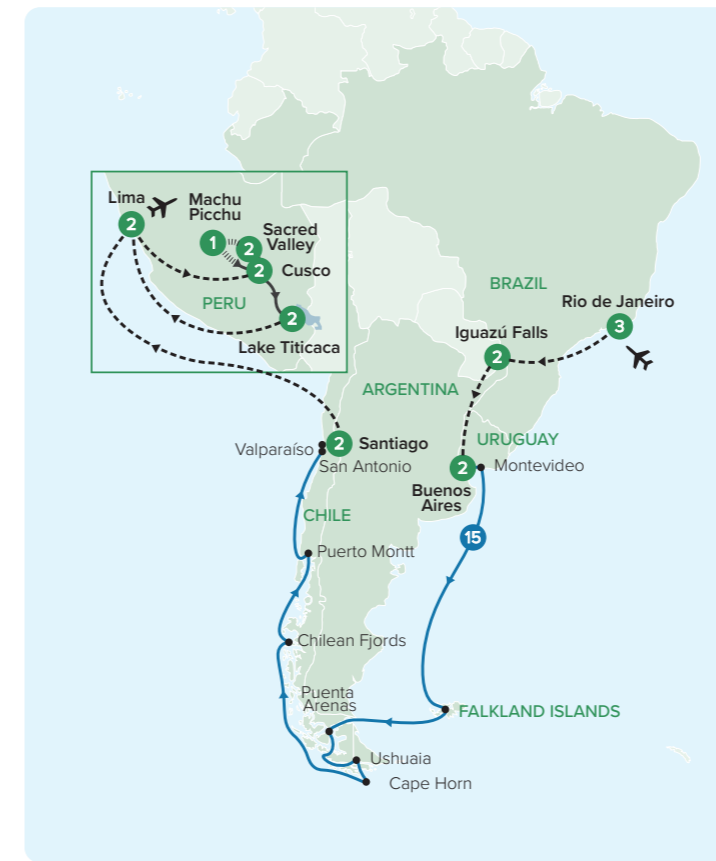 Lima
2
Machu
Picchu
1
Sacred
Valley
2
2
Cusco
PERU
2
Lake Titicaca
BRAZIL
Rio de Janeiro
3
Iguazú Falls
2
ARGENTINA
2
Santiago
Valparaíso
San Antonio
URUGUAY
2
Montevideo
Buenos
Aires
CHILE
15
Puerto Montt
Chilean Fjords
Puenta
Arenas
FALKLAND ISLANDS
Ushuaia
Cape Horn